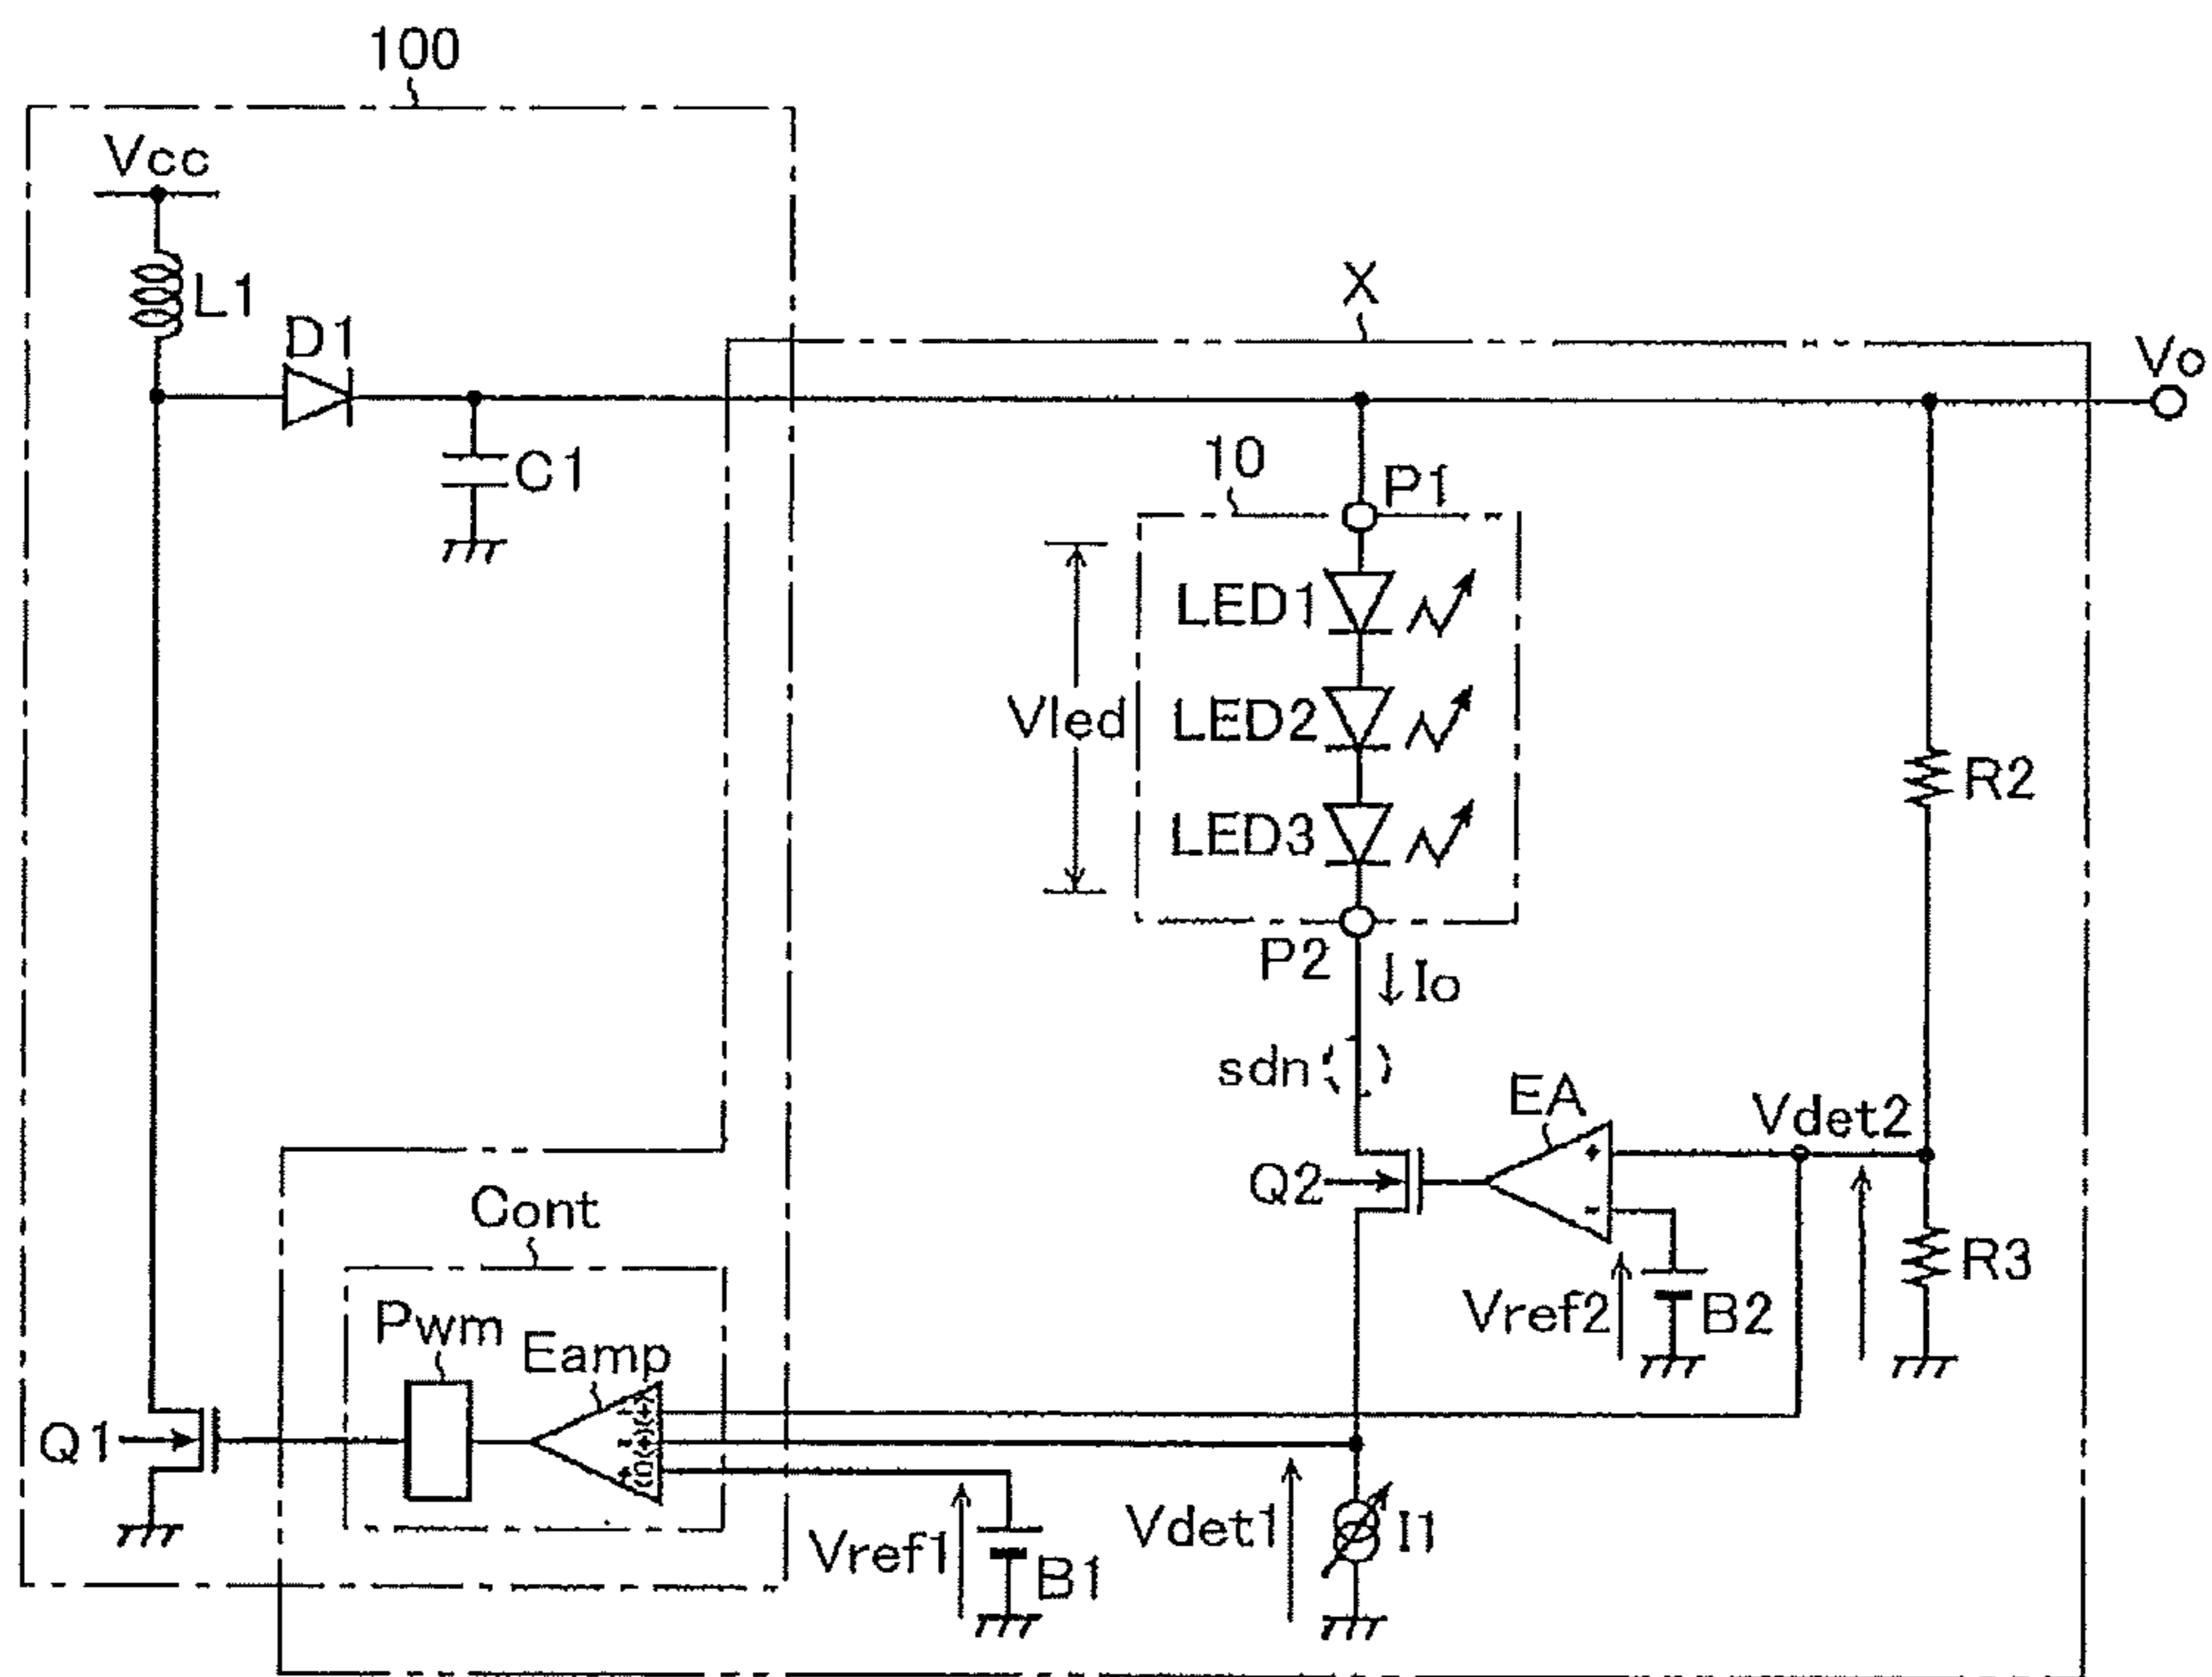 100
Vcc
L1
X
D1
Vo
C1
10
P1
LED1
Vled
LED2
R2
LED3
P2
Io
sdn
EA
Vdet2
Q2
+
-
Cont
R3
Vref2
B2
Pwm
Eamp
Q1
Vref1
B1
Vdet1
I1